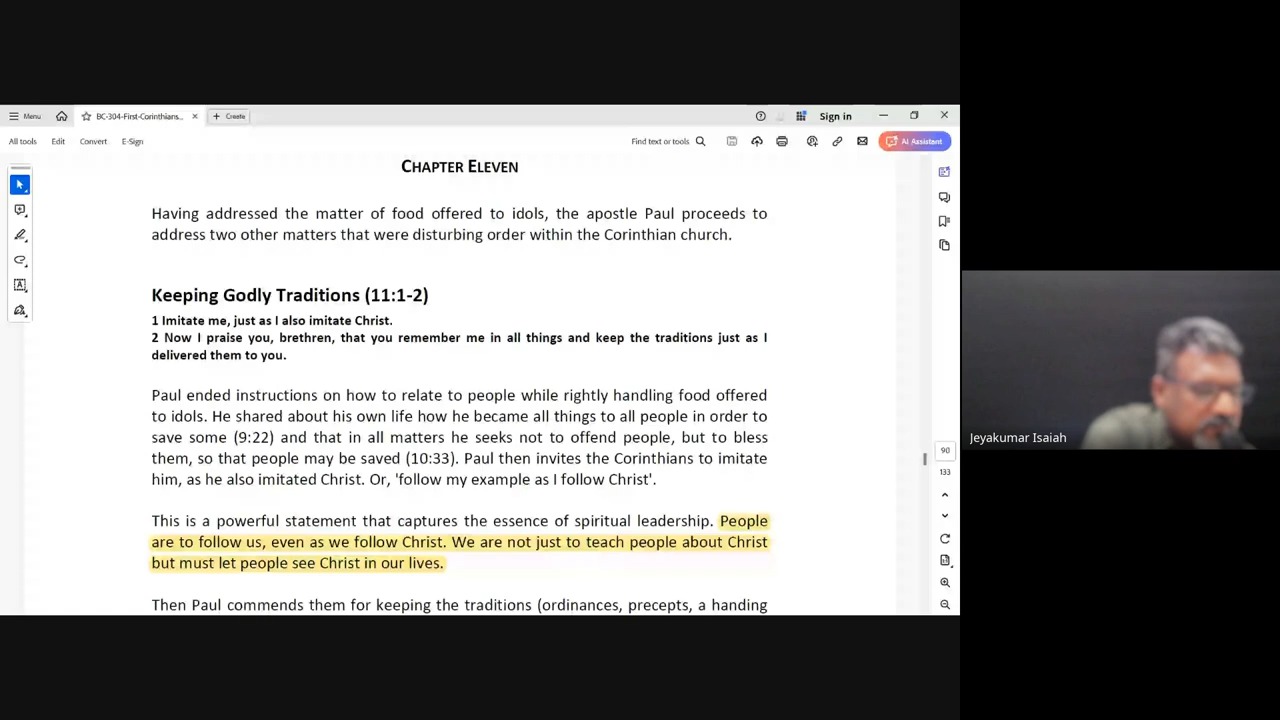 Menu
BC-304-First-Corinthians...
Create
Sign in
All tools
Edit
Convert
E-Sign
Find text or tools
AI Assistant
CHAPTER ELEVEN
Having addressed the matter of food offered to idols, the apostle Paul proceeds to
address two other matters that were disturbing order within the Corinthian church.
Keeping Godly Traditions (11:1-2)
1 Imitate me, just as I also imitate Christ.
2 Now I praise you, brethren, that you remember me in all things and keep the traditions just as I
delivered them to you.
Paul ended instructions on how to relate to people while rightly handling food offered
to idols. He shared about his own life how he became all things to all people in order to
save some (9:22) and that in all matters he seeks not to offend people, but to bless
them, so that people may be saved (10:33). Paul then invites the Corinthians to imitate
him, as he also imitated Christ. Or, 'follow my example as I follow Christ'.
This is a powerful statement that captures the essence of spiritual leadership. People
are to follow us, even as we follow Christ. We are not just to teach people about Christ
but must let people see Christ in our lives.
Then Paul commends them for keeping the traditions (ordinances, precepts, a handing
90
133
Jeyakumar Isaiah